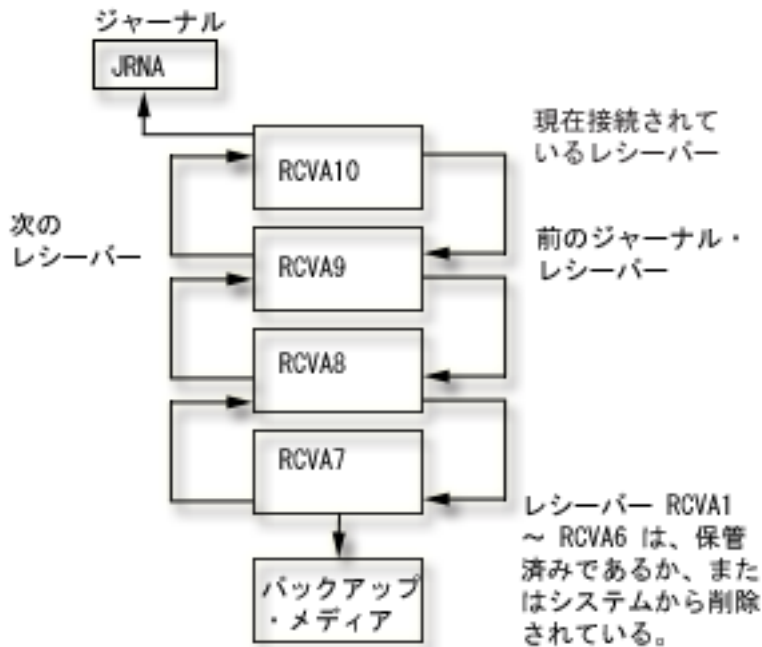 ジャーナル
JRNA
RCVA10
現在接続されて
いるレシーバー
次の
レシーバー
RCVA9
前のジャーナル・
レシーバー
RCVA8
RCVA7
レシーバー RCVA1
～ RCVA6 は、保管
済みであるか、また
はシステムから削除
されている。
バックアップ
・メディア